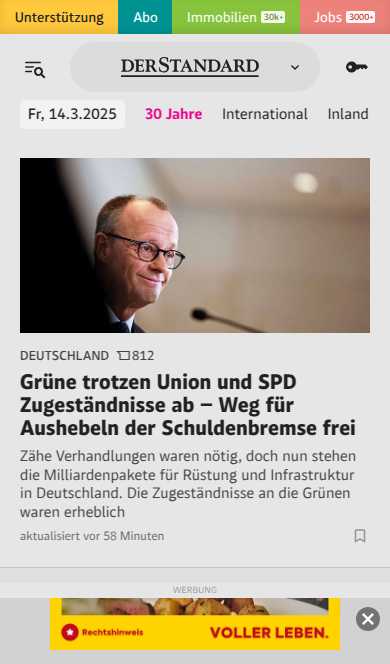 Unterstützung
Abo
Immobilien 30k+
Jobs 3000+
DERSTANDARD
Fr, 14.3.2025
30 Jahre
International
Inland
DEUTSCHLAND 812
Grüne trotzen Union und SPD
Zugeständnisse ab – Weg für
Aushebeln der Schuldenbremse frei
Zähe Verhandlungen waren nötig, doch nun stehen
die Milliardenpakete für Rüstung und Infrastruktur
in Deutschland. Die Zugeständnisse an die Grünen
waren erheblich
aktualisiert vor 58 Minuten
WERBUNG
Rechtshinweis
VOLLER LEBEN.